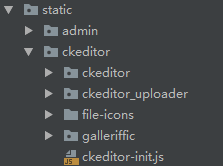 static
admin
ckeditor
ckeditor
ckeditor_uploader
file-icons
galleriffic
ckeditor-init.js